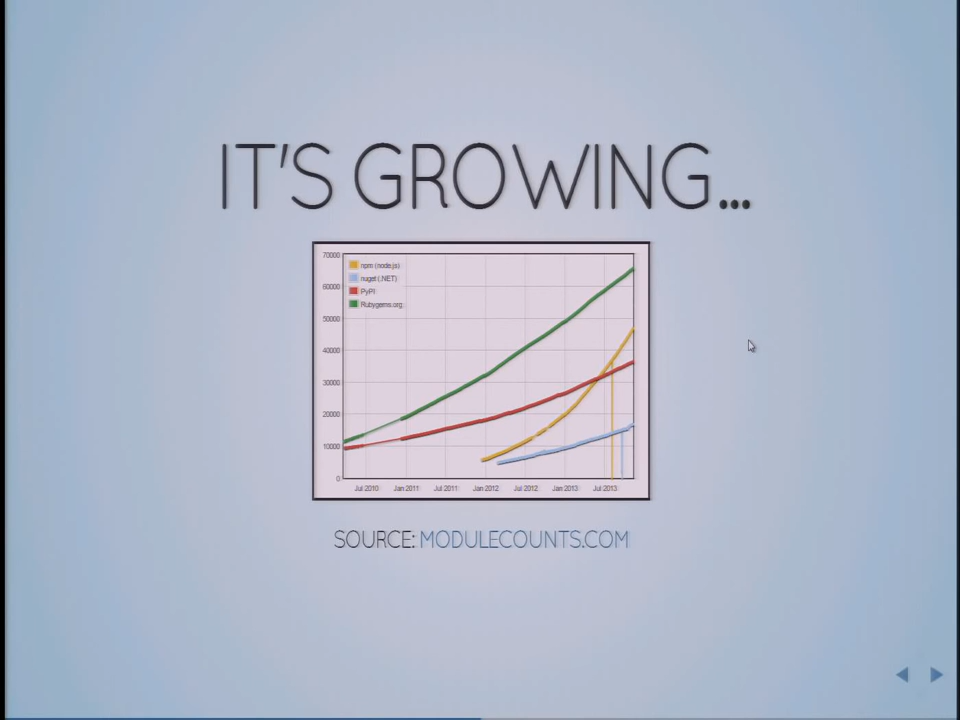 IT'S GROWING...
70000
60000
50000
40000
30000
20000
10000
0
npm (node.js)
nuget (.NET)
PyPI
Rubygems.org
Jul 2010 Jan 2011 Jul 2011 Jan 2012 Jul 2012 Jan 2013 Jul 2013
SOURCE: MODULECOUNTS.COM